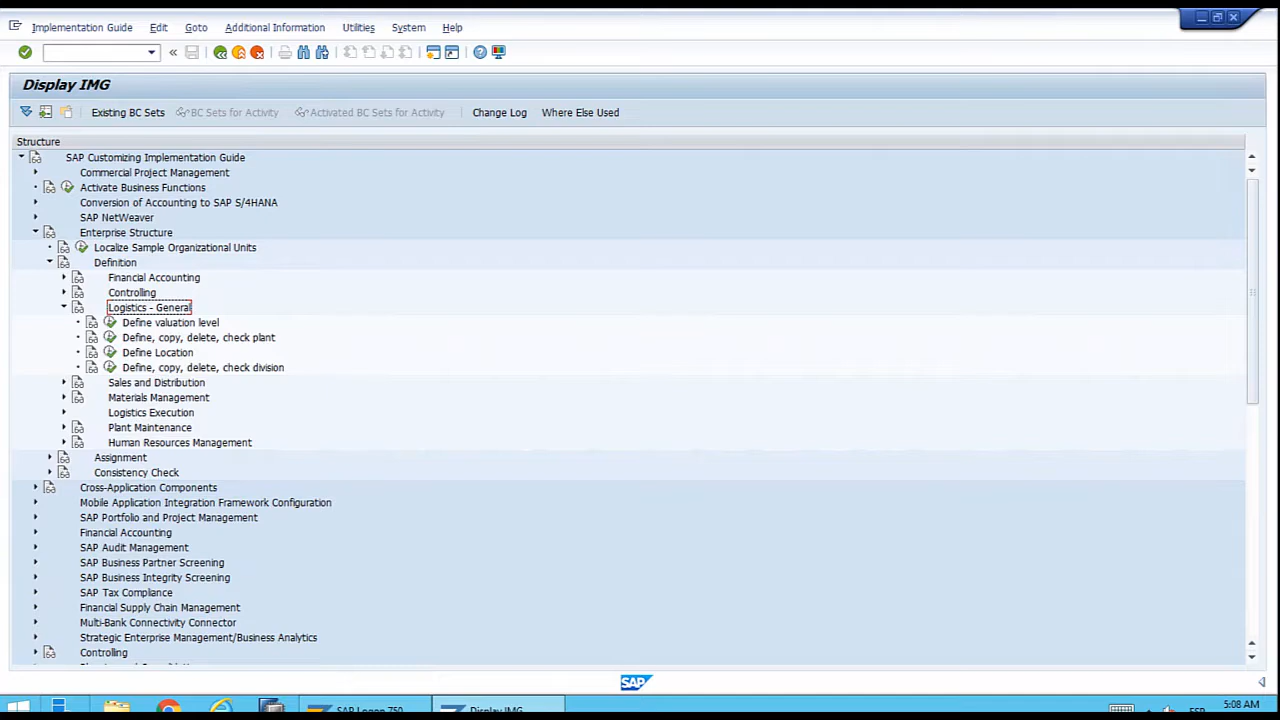 Implementation Guide Edit Goto Additional Information Utilities System Help
Display IMG
Existing BC Sets BC Sets for Activity Activated BC Sets for Activity Change Log Where Else Used
Structure
SAP Customizing Implementation Guide
Commercial Project Management
Activate Business Functions
Conversion of Accounting to SAP S/4HANA
SAP NetWeaver
Enterprise Structure
Localize Sample Organizational Units
Definition
Financial Accounting
Controlling
Logistics - General
Define valuation level
Define, copy, delete, check plant
Define Location
Define, copy, delete, check division
Sales and Distribution
Materials Management
Logistics Execution
Plant Maintenance
Human Resources Management
Assignment
Consistency Check
Cross-Application Components
Mobile Application Integration Framework Configuration
SAP Portfolio and Project Management
Financial Accounting
SAP Audit Management
SAP Business Partner Screening
SAP Business Integrity Screening
SAP Tax Compliance
Financial Supply Chain Management
Multi-Bank Connectivity Connector
Strategic Enterprise Management/Business Analytics
Controlling
SAP
SAP Logon 750 Display IMG ESP 5:08 AM